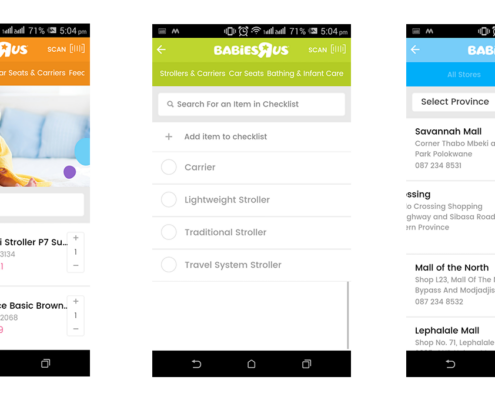 71% 5:04 pm
R US SCAN
ar Seats & Carriers Feec
i Stroller P7 Su...
3134
1
+
1
−
ce Basic Brown..
2068
9
+
1
−
71% 5:04 pm
BABIES R US SCAN
Strollers & Carriers Car Seats Bathing & Infant Care
Search For an Item in Checklist
+ Add item to checklist
Carrier
Lightweight Stroller
Traditional Stroller
Travel System Stroller
BAB
All Stores
Select Province
Savannah Mall
Corner Thabo Mbeki a
Park Polokwane
087 234 8531
ssing
o Crossing Shopping
ghway and Sibasa Road
ern Province
Mall of the North
Shop L23, Mall Of The
Bypass And Modjadjis
087 234 8532
Lephalale Mall
Shop No. 71, Lephalale